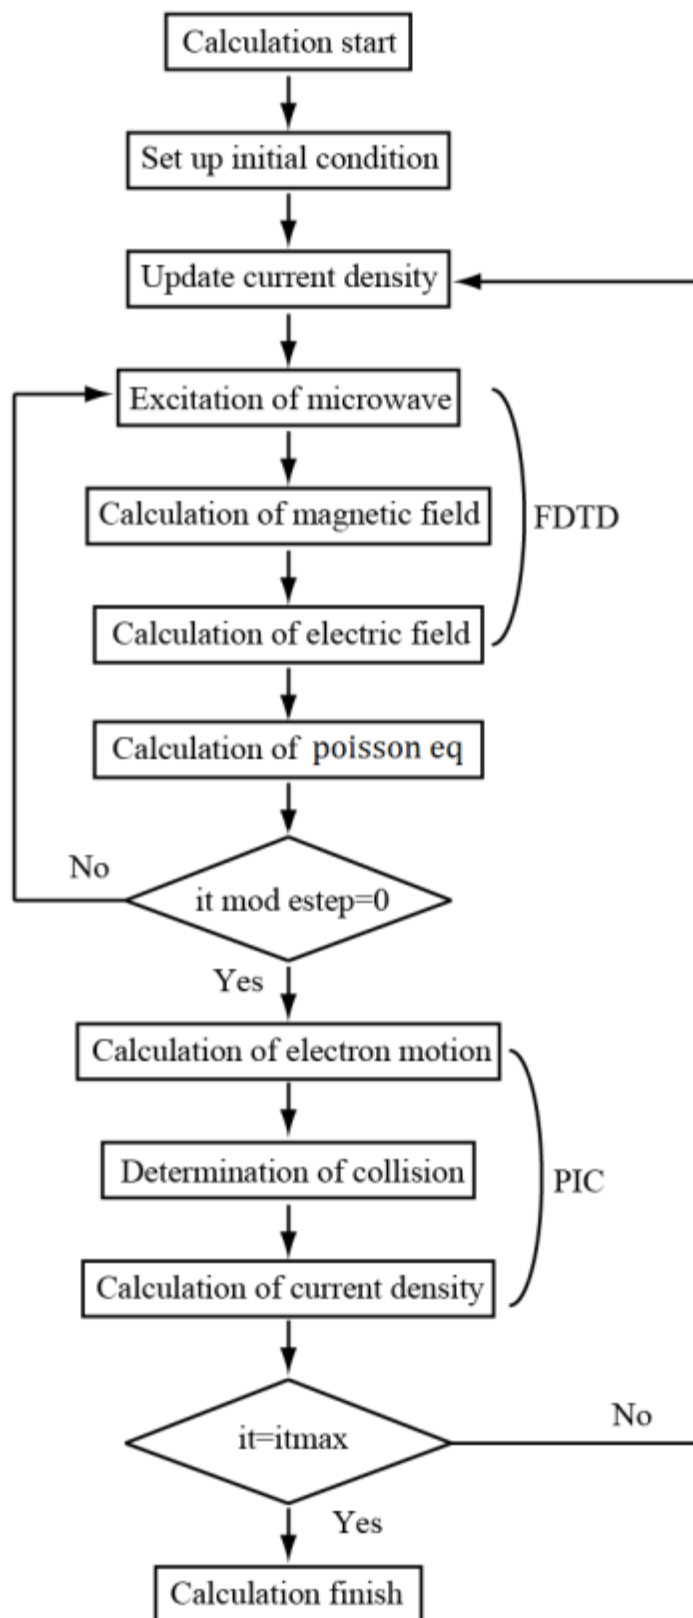 Calculation start
Set up initial condition
Update current density
Excitation of microwave
Calculation of magnetic field
FDTD
Calculation of electric field
Calculation of poisson eq
No
it mod estep=0
Yes
Calculation of electron motion
Determination of collision
PIC
Calculation of current density
No
it=itmax
Yes
Calculation finish